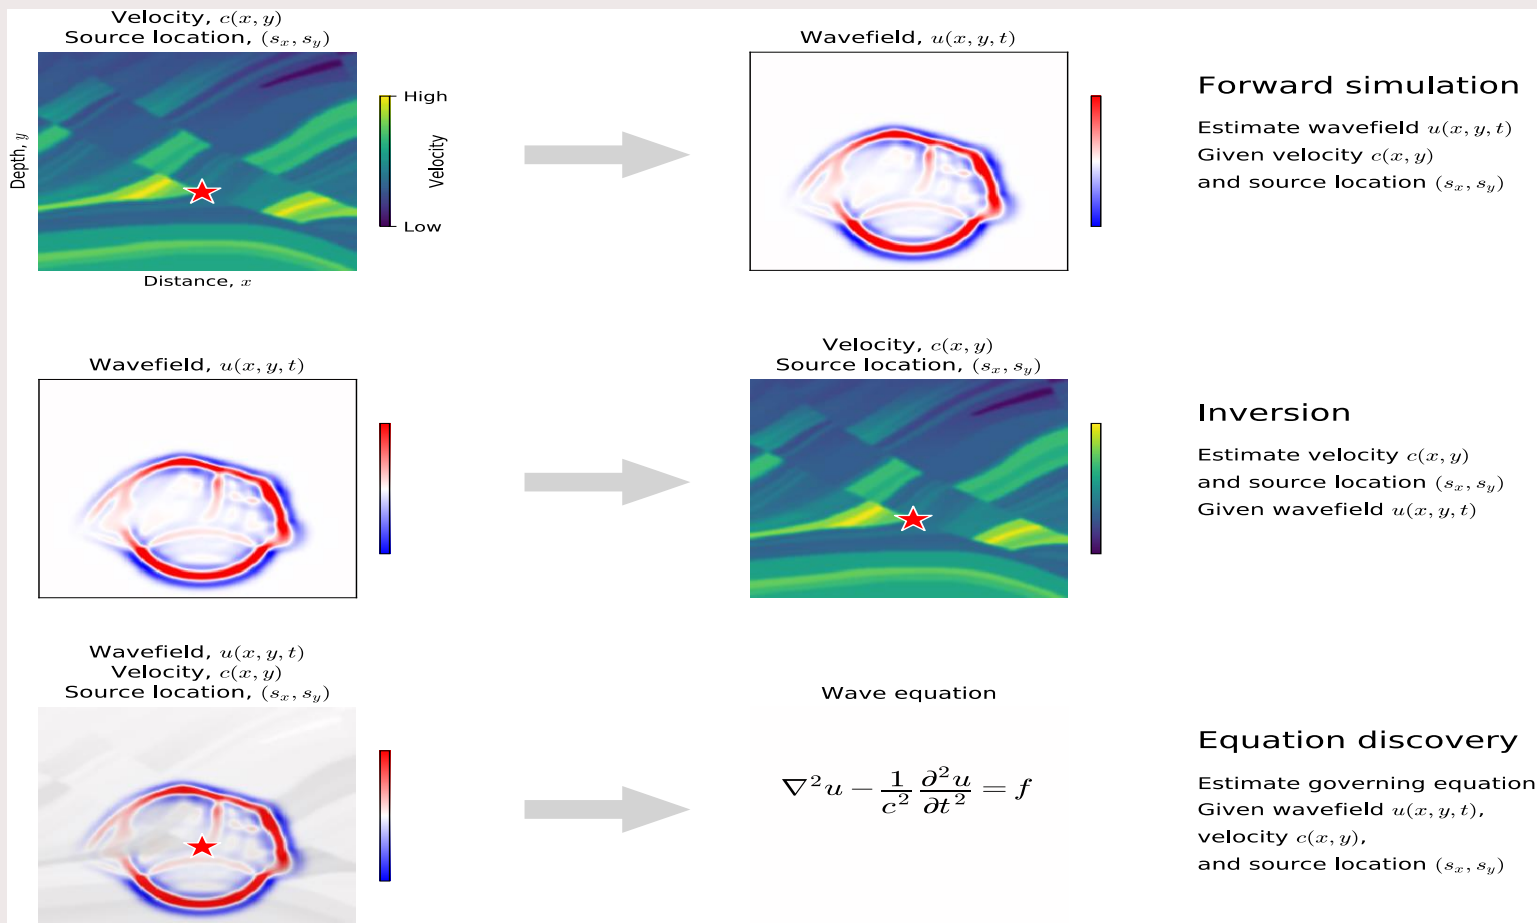 Velocity, c(x, y)
Source location, (s_x, s_y)
Depth, y
High
Velocity
Low
Distance, x
Wavefield, u(x, y, t)
Forward simulation
Estimate wavefield u(x, y, t)
Given velocity c(x, y)
and source location (s_x, s_y)
Wavefield, u(x, y, t)
Velocity, c(x, y)
Source location, (s_x, s_y)
Inversion
Estimate velocity c(x, y)
and source location (s_x, s_y)
Given wavefield u(x, y, t)
Wavefield, u(x, y, t)
Velocity, c(x, y)
Source location, (s_x, s_y)
Wave equation
∇²u − 1/c² ∂²u/∂t² = f
Equation discovery
Estimate governing equation
Given wavefield u(x, y, t),
velocity c(x, y),
and source location (s_x, s_y)